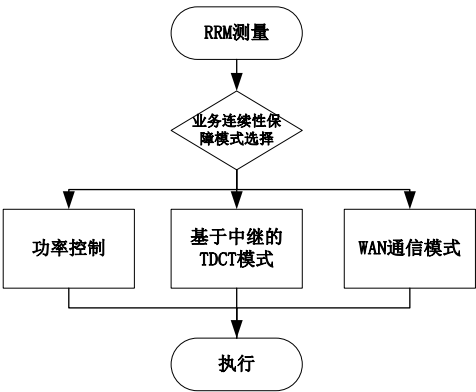 RRM测量
业务连续性保
障模式选择
功率控制
基于中继的
TDCT模式
WAN通信模式
执行